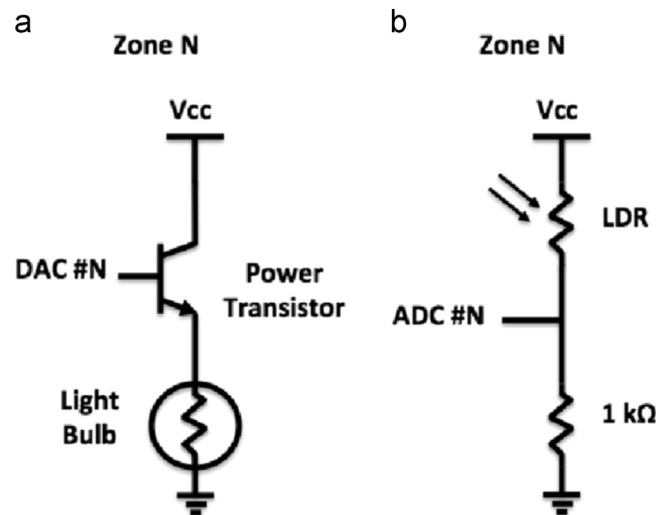 a
Zone N
Vcc
DAC #N
Power
Transistor
Light
Bulb
b
Zone N
Vcc
LDR
ADC #N
1 kΩ